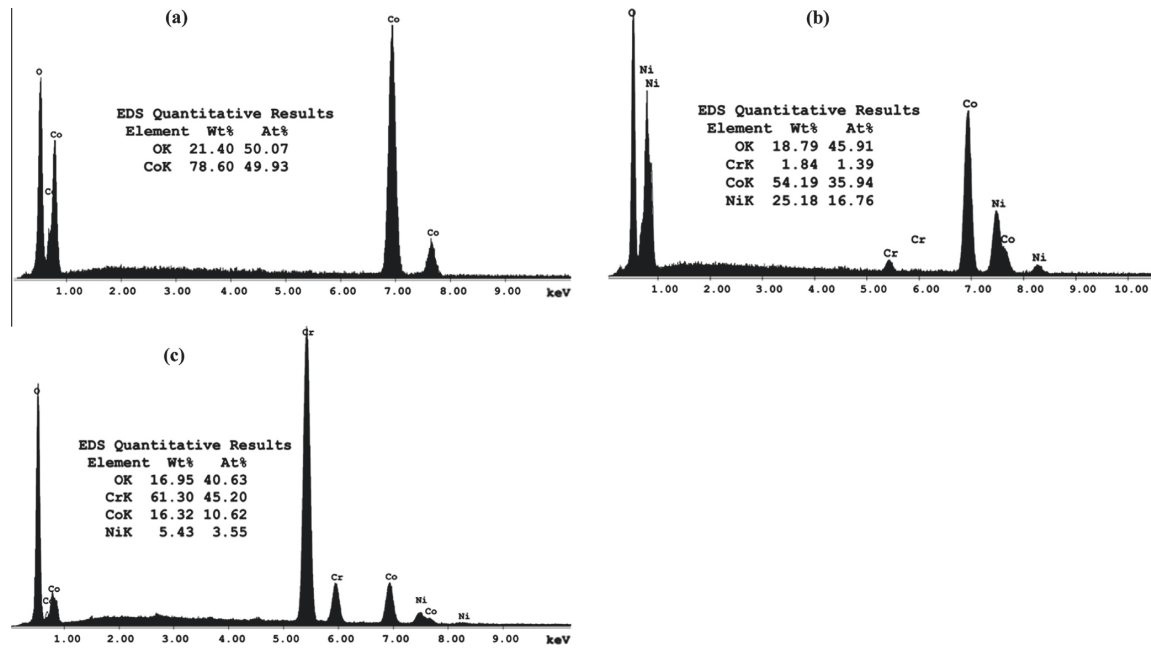 (a)
Co
O
Co
C
EDS Quantitative Results
Element Wt% At%
OK 21.40 50.07
CoK 78.60 49.93
Co
1.00 2.00 3.00 4.00 5.00 6.00 7.00 8.00 9.00 keV
(b)
O
Ni
Ni
EDS Quantitative Results
Element Wt% At%
OK 18.79 45.91
CrK 1.84 1.39
CoK 54.19 35.94
NiK 25.18 16.76
Cr
Cr
Co
Ni
Co
Ni
1.00 2.00 3.00 4.00 5.00 6.00 7.00 8.00 9.00 10.00
(c)
Cr
O
Co
C
EDS Quantitative Results
Element Wt% At%
OK 16.95 40.63
CrK 61.30 45.20
CoK 16.32 10.62
NiK 5.43 3.55
Cr
Co
Ni
Co
Ni
1.00 2.00 3.00 4.00 5.00 6.00 7.00 8.00 9.00 keV